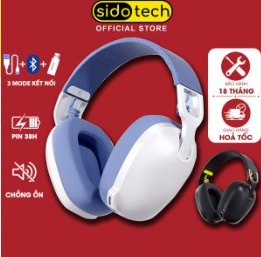 sidotech
OFFICIAL STORE
3 MODE KẾT NỐI
PIN 38H
CHỐNG ỒN
BẢO HÀNH
18 THÁNG
GIAO HÀNG
HOẢ TỐC